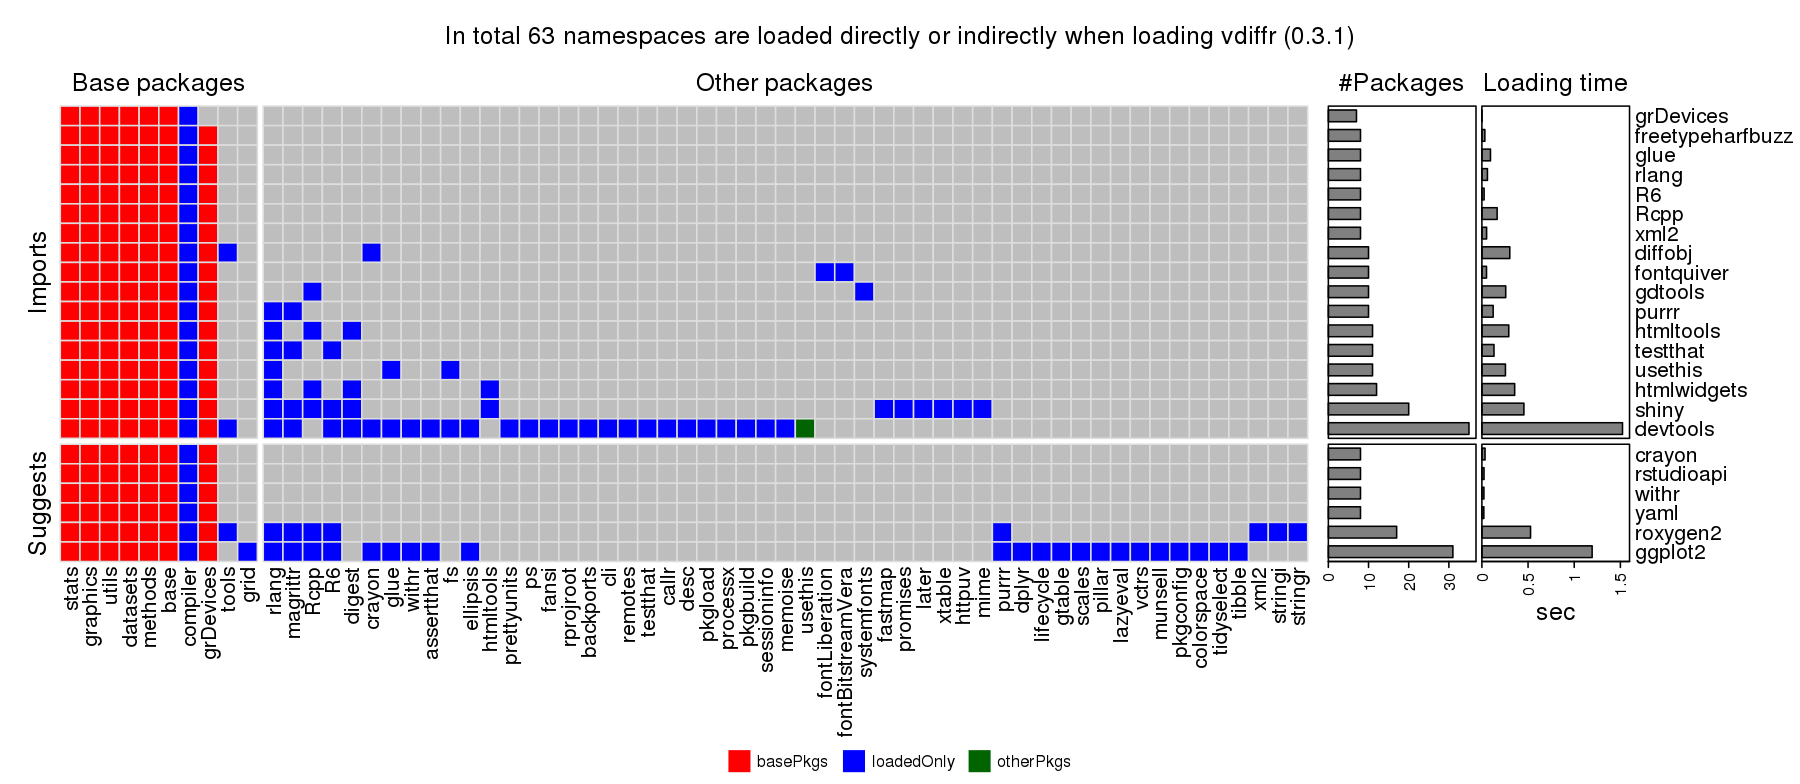 In total 63 namespaces are loaded directly or indirectly when loading vdiffr (0.3.1)
Base packages
Other packages
#Packages
Loading time
Imports
grDevices
freetypeharfbuzz
glue
rlang
R6
Rcpp
xml2
diffobj
fontquiver
gdtools
purrr
htmltools
testthat
usethis
htmlwidgets
shiny
devtools
Suggests
crayon
rstudioapi
withr
yaml
roxygen2
ggplot2
stats
graphics
utils
datasets
methods
base
compiler
grDevices
tools
grid
rlang
magrittr
Rcpp
R6
digest
crayon
glue
withr
assertthat
fs
ellipsis
htmltools
prettyunits
ps
fansi
rprojroot
backports
cli
remotes
testthat
callr
desc
pkgload
processx
pkgbuild
sessioninfo
memoise
usethis
fontLiberation
fontBitstreamVera
systemfonts
fastmap
promises
later
xtable
httpuv
mime
purrr
dplyr
lifecycle
gtable
scales
pillar
lazyeval
vctrs
munsell
pkgconfig
colorspace
tidyselect
tibble
xml2
stringi
stringr
0
10
20
30
0
0.5
1
1.5
sec
basePkgs
loadedOnly
otherPkgs